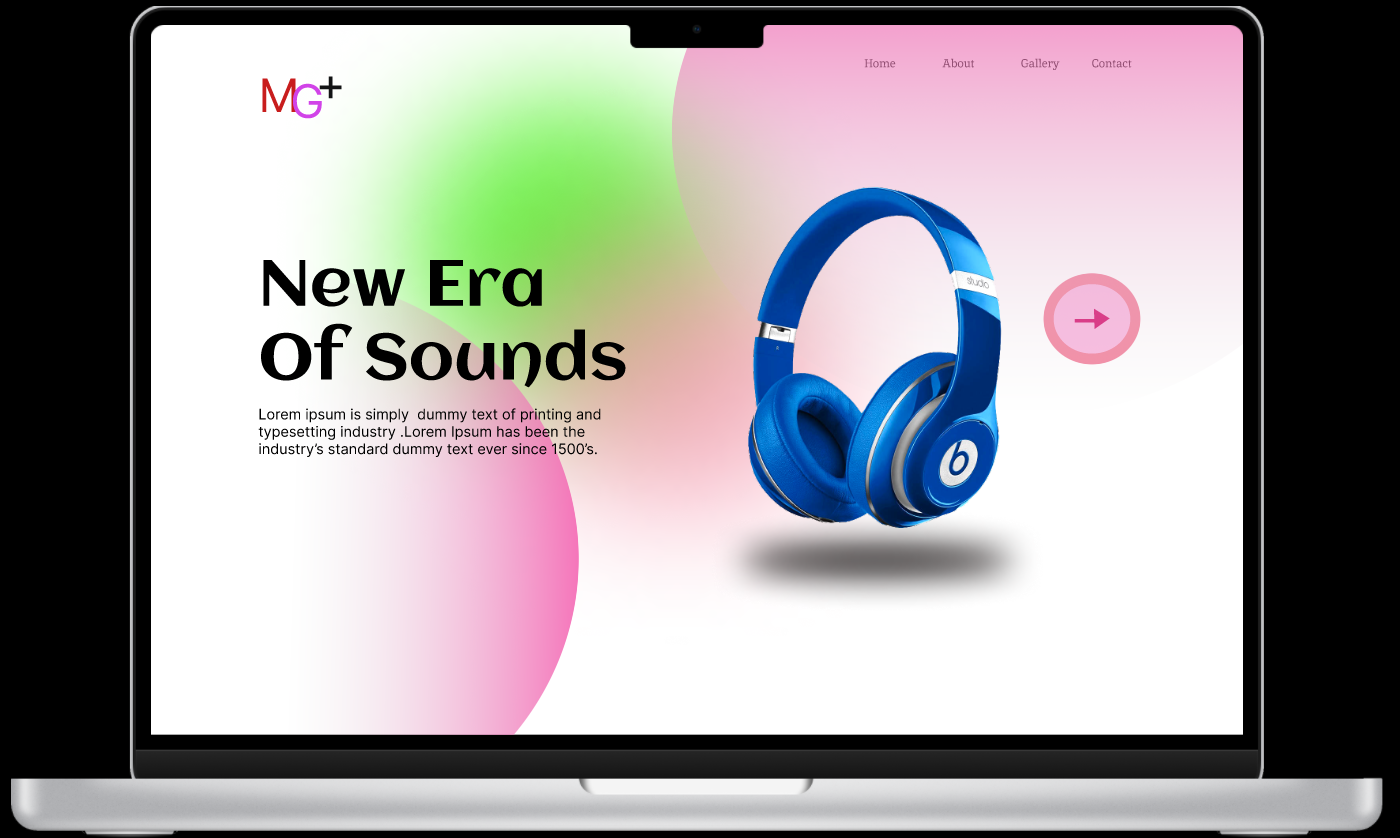 MG+
Home About Gallery Contact
New Era
Of Sounds
Lorem ipsum is simply  dummy text of printing and
typesetting industry .Lorem Ipsum has been the
industry’s standard dummy text ever since 1500’s.
studio
b